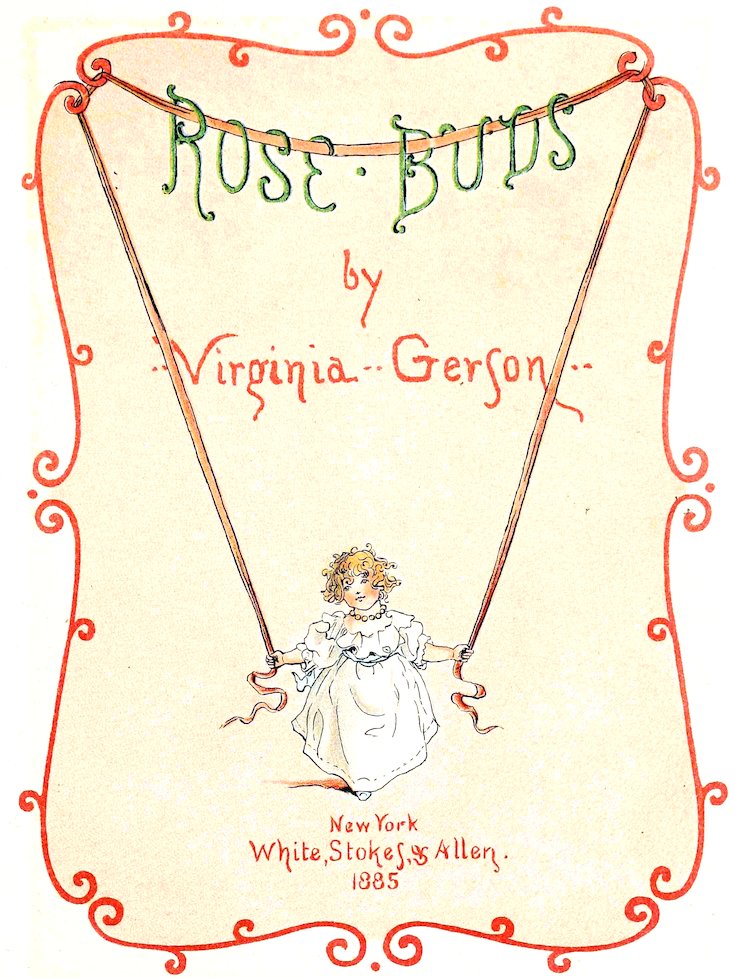 ROSE · BUDS
by
·· Virginia ·· Gerson ··
New York
White, Stokes, & Allen.
1885